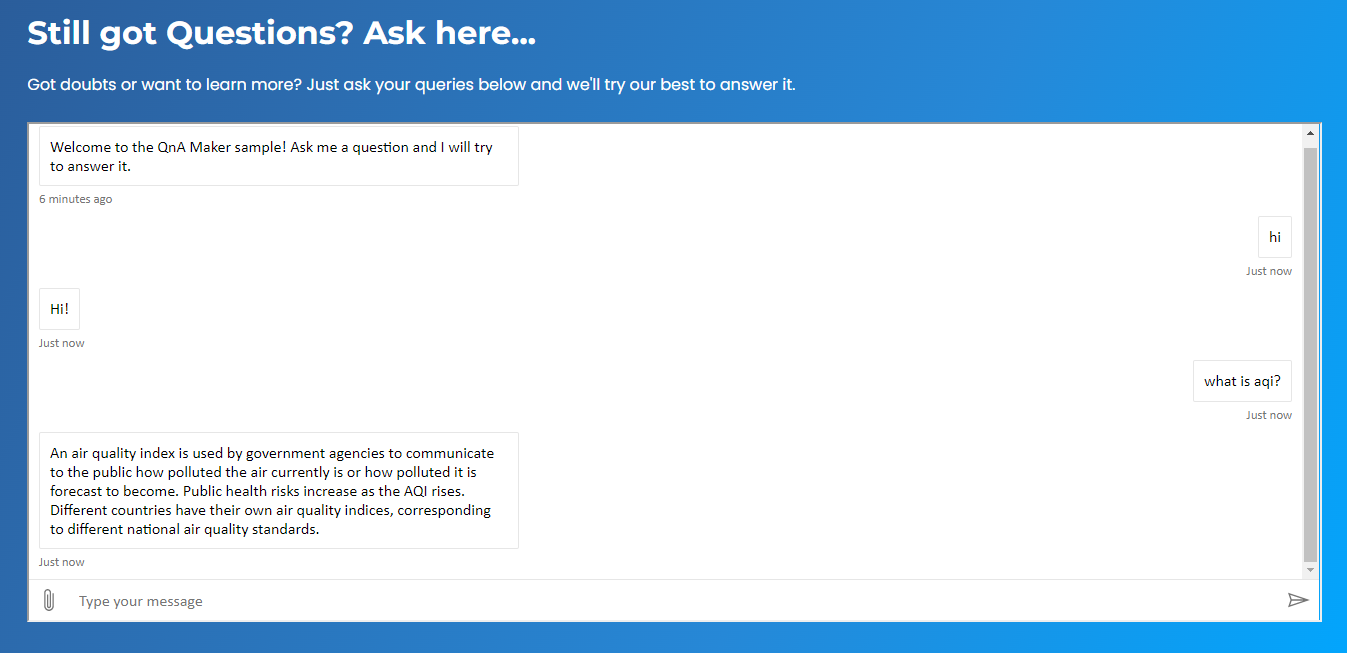 Still got Questions? Ask here...
Got doubts or want to learn more? Just ask your queries below and we'll try our best to answer it.
Welcome to the QnA Maker sample! Ask me a question and I will try
to answer it.
6 minutes ago
hi
Just now
Hi!
Just now
what is aqi?
Just now
An air quality index is used by government agencies to communicate
to the public how polluted the air currently is or how polluted it is
forecast to become. Public health risks increase as the AQI rises.
Different countries have their own air quality indices, corresponding
to different national air quality standards.
Just now
Type your message